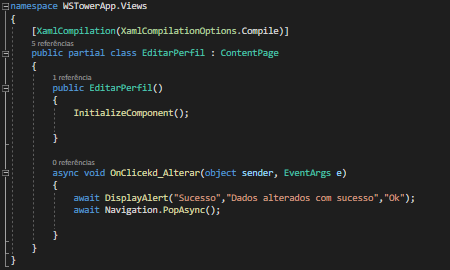 namespace WSTowerApp.Views
{
[XamlCompilation(XamlCompilationOptions.Compile)]
5 referências
public partial class EditarPerfil : ContentPage
{
1 referência
public EditarPerfil()
{
InitializeComponent();
}
0 referências
async void OnClicekd_Alterar(object sender, EventArgs e)
{
await DisplayAlert("Sucesso","Dados alterados com sucesso","Ok");
await Navigation.PopAsync();
}
}
}